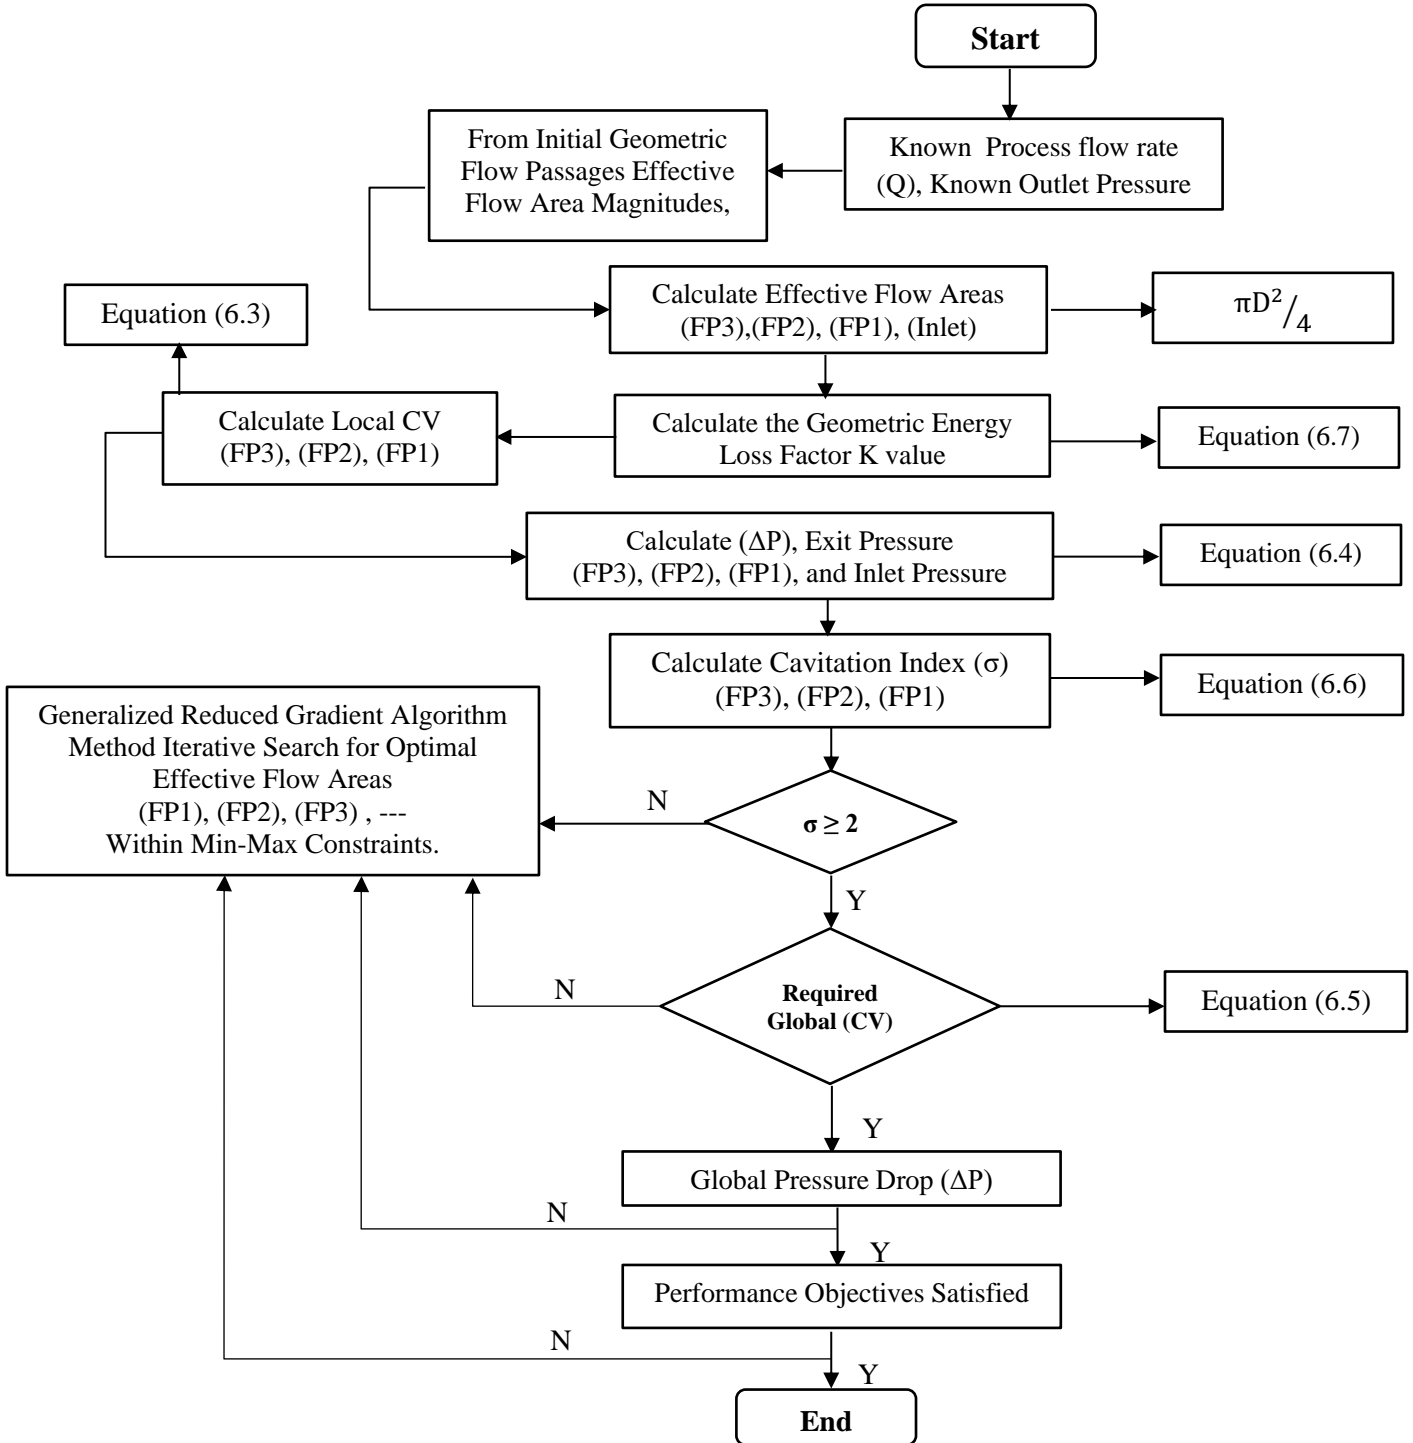 Start
Known Process flow rate
(Q), Known Outlet Pressure
From Initial Geometric
Flow Passages Effective
Flow Area Magnitudes,
Calculate Effective Flow Areas
(FP3),(FP2), (FP1), (Inlet)
πD²/4
Equation (6.3)
Calculate Local CV
(FP3), (FP2), (FP1)
Calculate the Geometric Energy
Loss Factor K value
Equation (6.7)
Calculate (ΔP), Exit Pressure
(FP3), (FP2), (FP1), and Inlet Pressure
Equation (6.4)
Calculate Cavitation Index (σ)
(FP3), (FP2), (FP1)
Equation (6.6)
Generalized Reduced Gradient Algorithm
Method Iterative Search for Optimal
Effective Flow Areas
(FP1), (FP2), (FP3) , ---
Within Min-Max Constraints.
N
σ ≥ 2
Y
N
Required
Global (CV)
Equation (6.5)
Y
Global Pressure Drop (ΔP)
N
Y
Performance Objectives Satisfied
N
Y
End